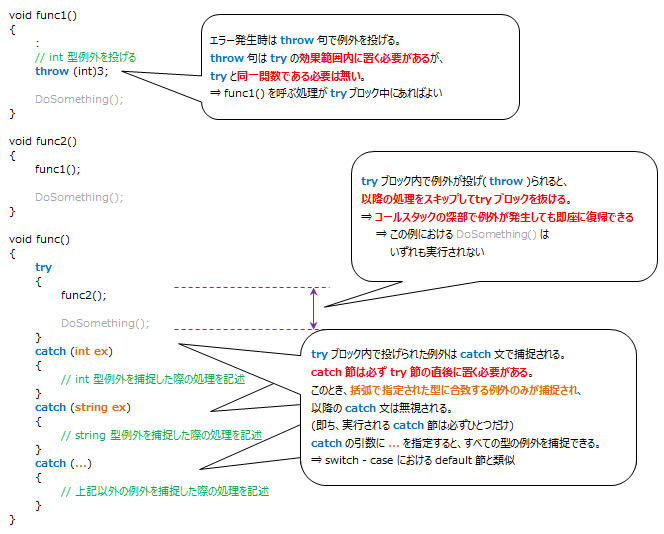 void func1()
{
:
// int 型例外を投げる
throw (int)3;
DoSomething();
}
エラー発生時は throw 句で例外を投げる。
throw 句は try の効果範囲内に置く必要があるが、
try と同一関数である必要は無い。
⇒ func1() を呼ぶ処理が try ブロック中にあればよい
void func2()
{
func1();
DoSomething();
}
try ブロック内で例外が投げ( throw )られると、
以降の処理をスキップしてtry ブロックを抜ける。
⇒ コールスタックの深部で例外が発生しても即座に復帰できる
⇒ この例における DoSomething() は
いずれも実行されない
void func()
{
try
{
func2();
DoSomething();
}
catch (int ex)
{
// int 型例外を捕捉した際の処理を記述
}
catch (string ex)
{
// string 型例外を捕捉した際の処理を記述
}
catch (...)
{
// 上記以外の例外を捕捉した際の処理を記述
}
}
try ブロック内で投げられた例外は catch 文で捕捉される。
catch 節は必ず try 節の直後に置く必要がある。
このとき、括弧で指定された型に合致する例外のみが捕捉され、
以降の catch 文は無視される。
(即ち、実行される catch 節は必ずひとつだけ)
catch の引数に ... を指定すると、すべての型の例外を捕捉できる。
⇒ switch - case における default 節と類似